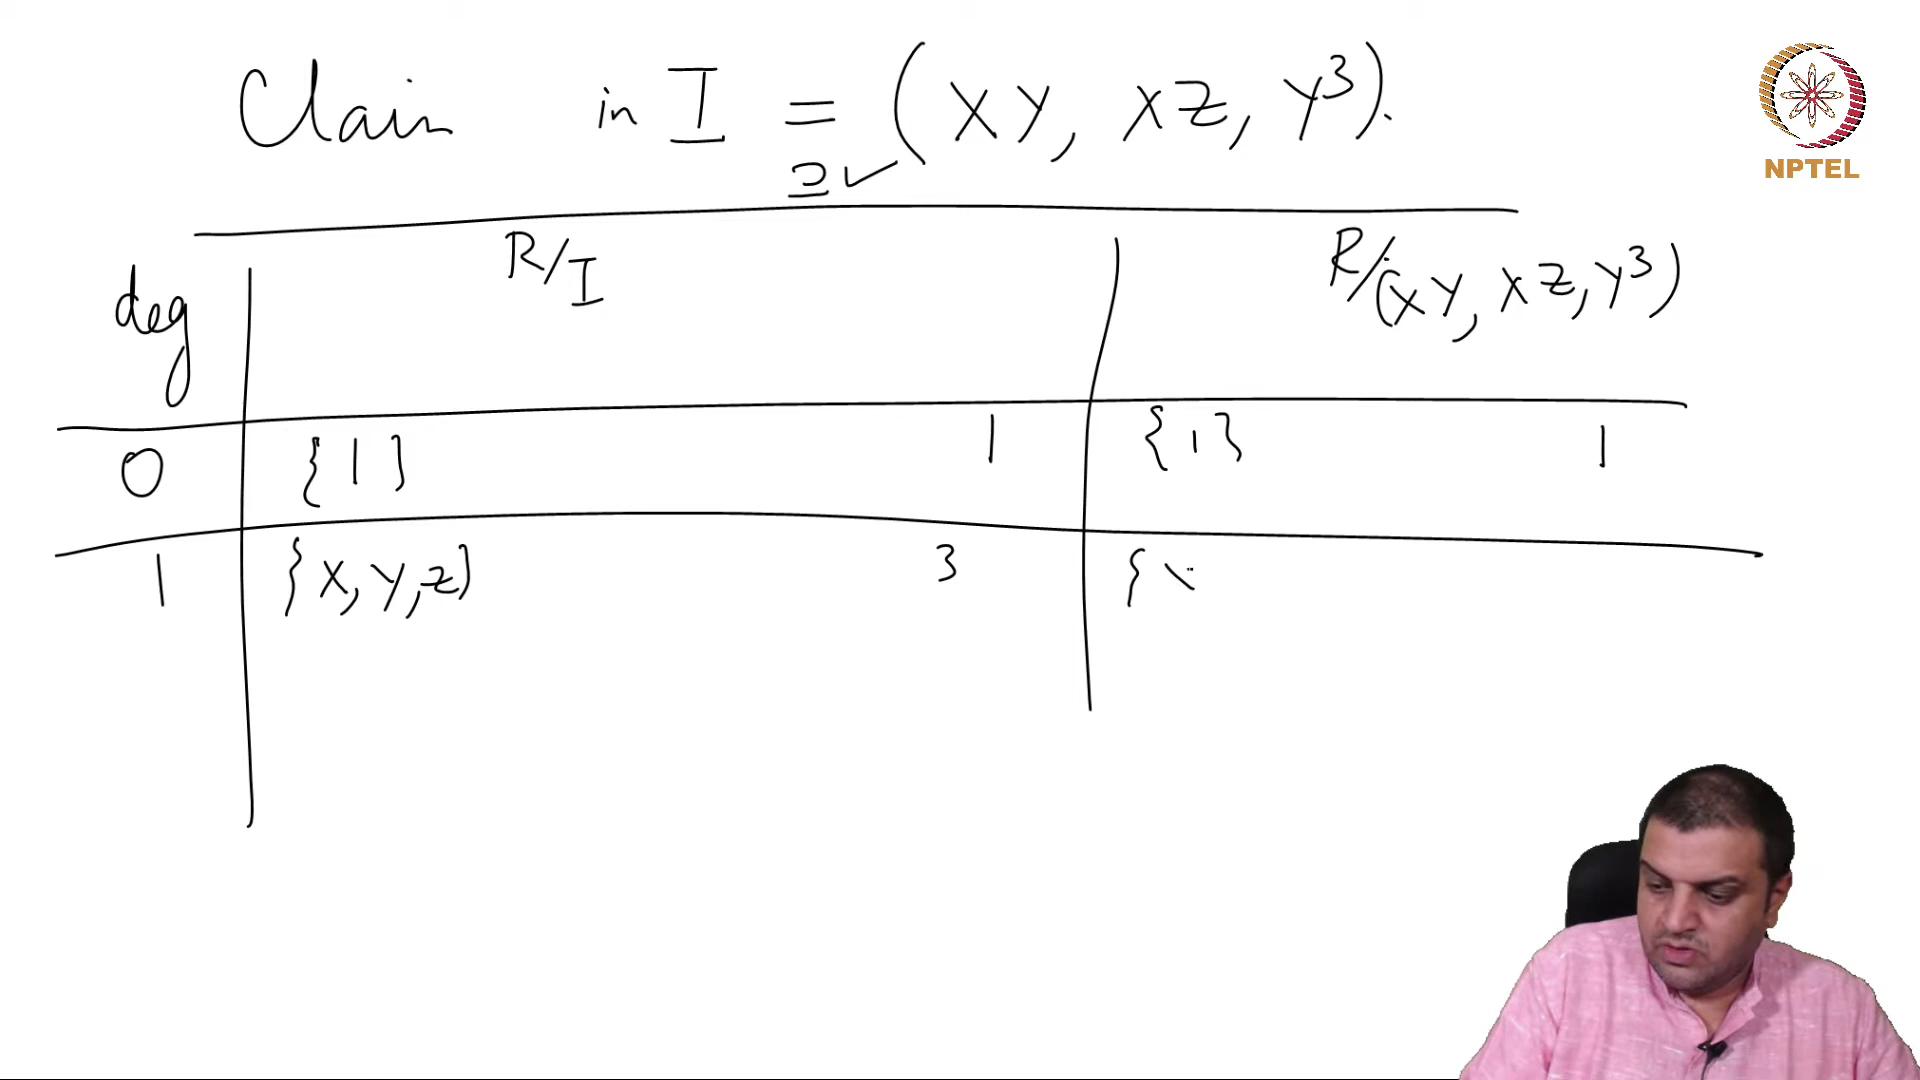 Claim in I = (XY, XZ, Y³).
⊇ ✓
NPTEL
deg R/I R/(XY, XZ, Y³)
0 {1} 1 {1} 1
1 {X, Y, Z} 3 {